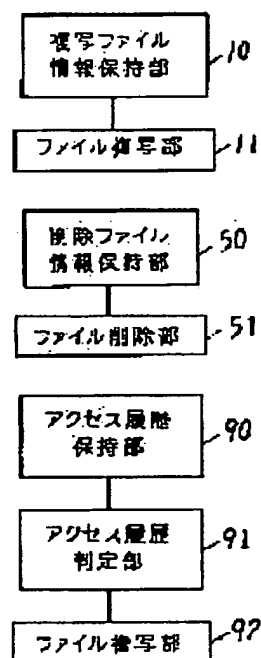 複写ファイル
情報保持部
10
ファイル複写部
11
削除ファイル
情報保持部
50
ファイル削除部
51
アクセス履歴
保持部
90
アクセス履歴
判定部
91
ファイル複写部
92